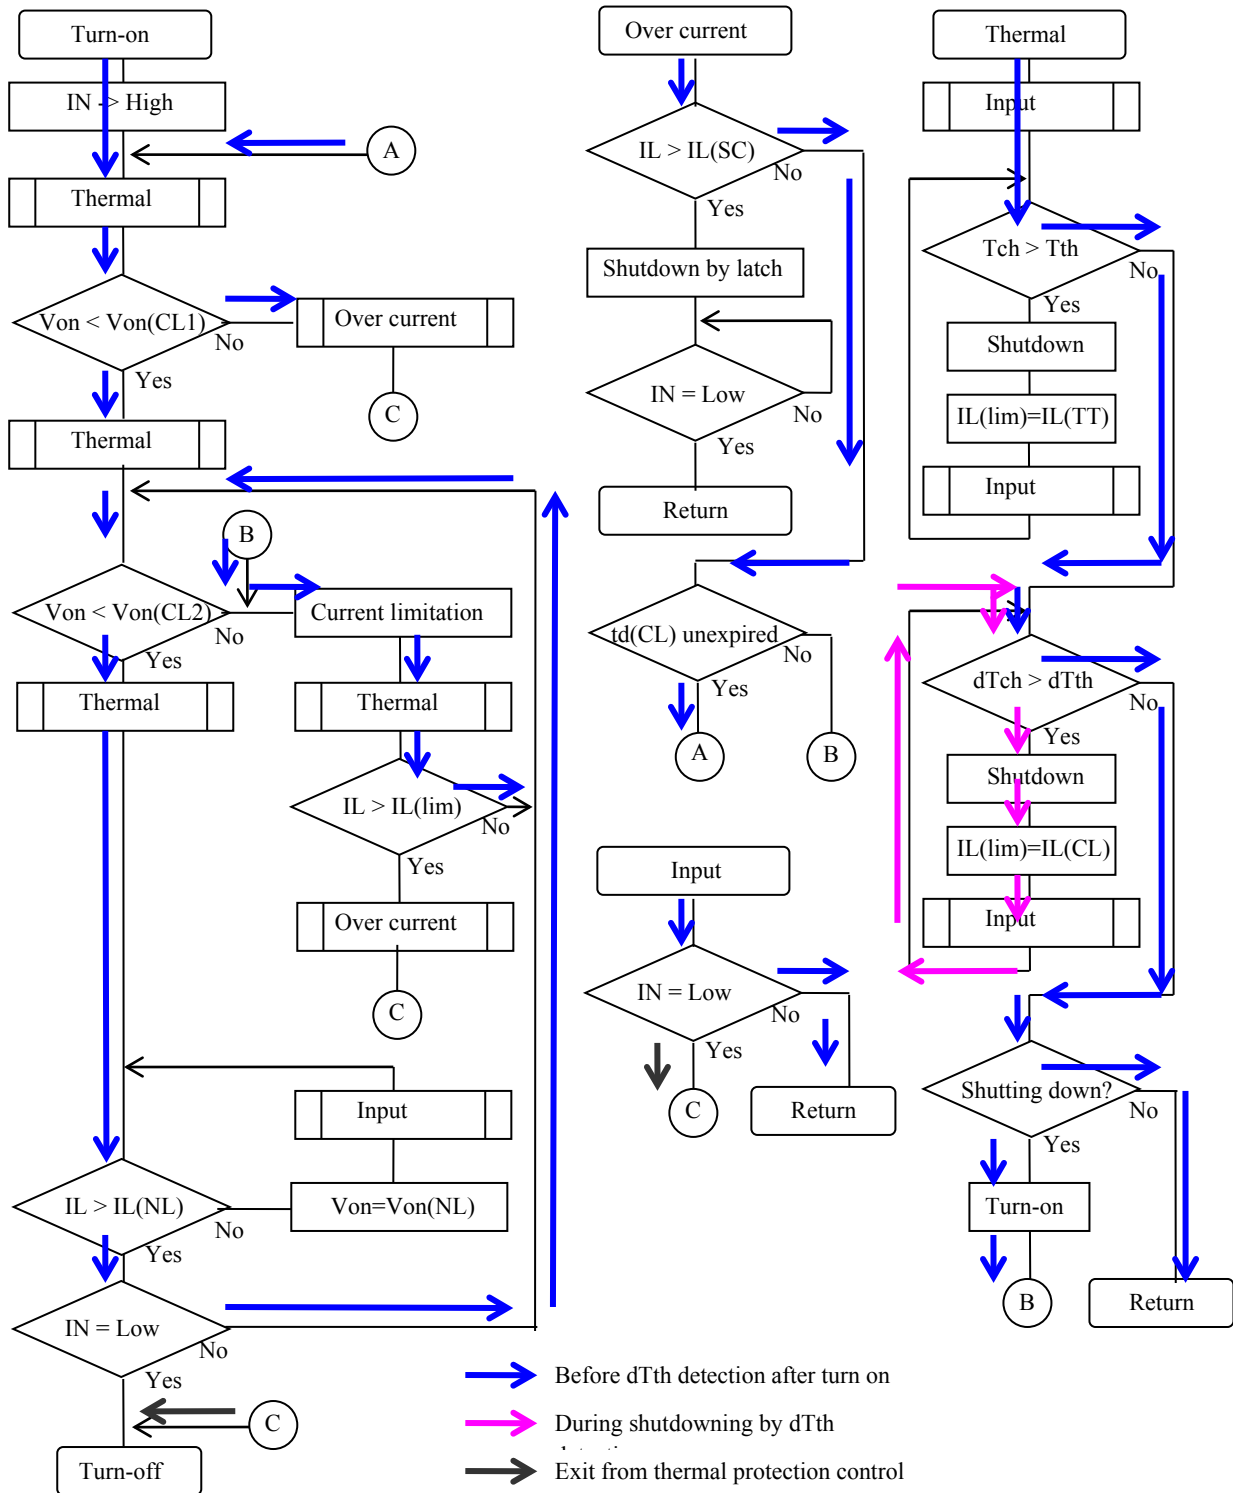 Turn-on
IN -> High
A
Thermal
Von < Von(CL1)
No
Yes
Over current
C
Thermal
B
Von < Von(CL2)
No
Yes
Current limitation
Thermal
Thermal
IL > IL(lim)
No
Yes
Over current
C
Input
Von=Von(NL)
IL > IL(NL)
No
Yes
IN = Low
No
Yes
C
Turn-off
Over current
IL > IL(SC)
No
Yes
Shutdown by latch
IN = Low
No
Yes
Return
td(CL) unexpired
No
Yes
A
B
Input
IN = Low
No
Yes
C
Return
Thermal
Input
Tch > Tth
No
Yes
Shutdown
IL(lim)=IL(TT)
Input
dTch > dTth
No
Yes
Shutdown
IL(lim)=IL(CL)
Input
Shutting down?
No
Yes
Turn-on
B
Return
Before dTth detection after turn on
During shutdowning by dTth
Exit from thermal protection control